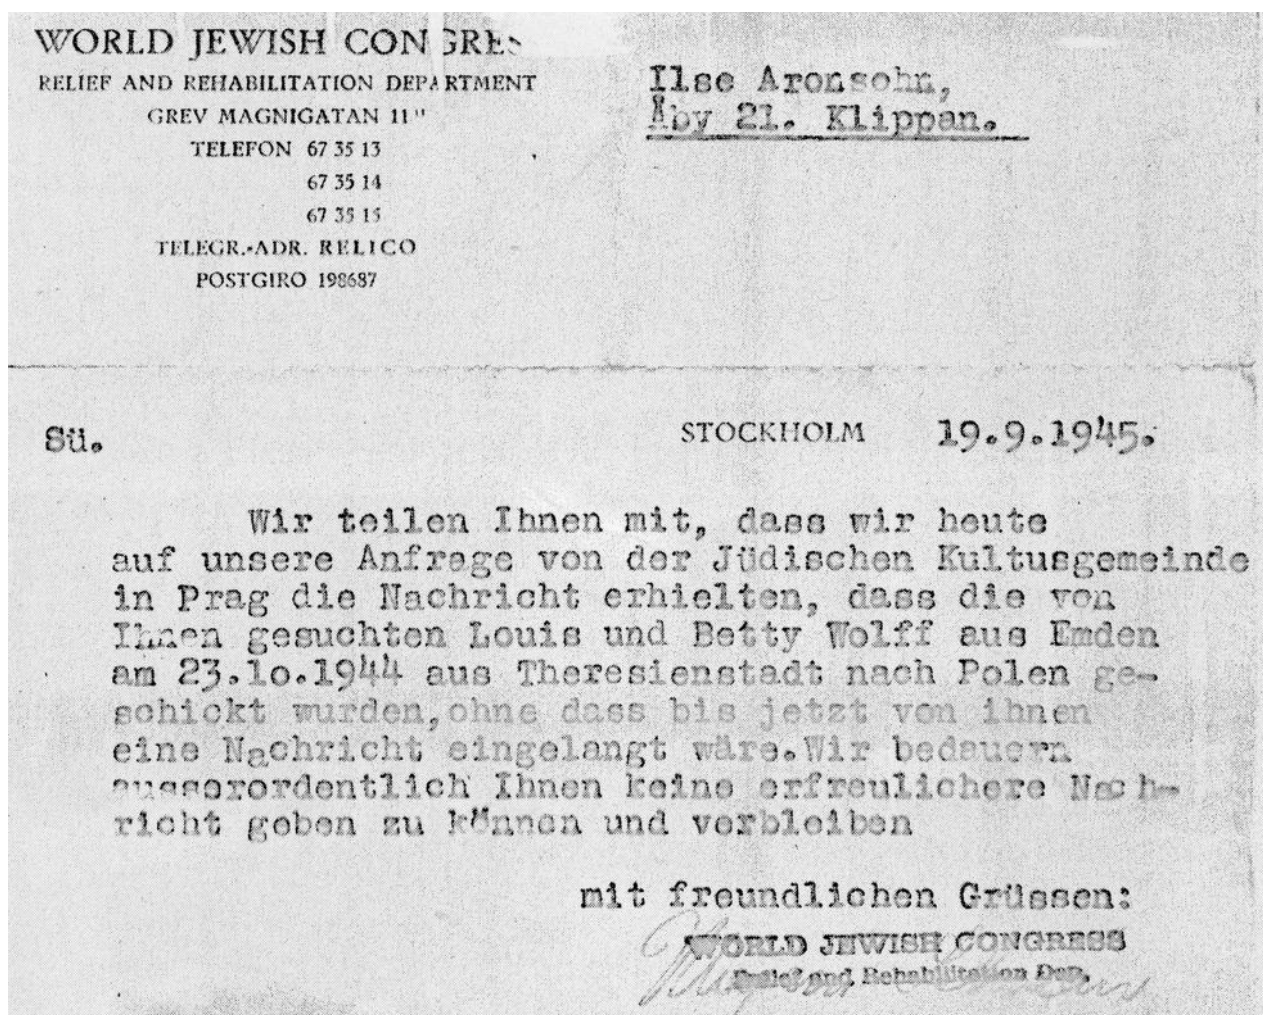 WORLD JEWISH CONGRES
RELIEF AND REHABILITATION DEPARTMENT
GREV MAGNIGATAN 11"
TELEFON 67 35 13
67 35 14
67 35 15
TELEGR.-ADR. RELICO
POSTGIRO 198687
Ilse Aronsohn,
Åby 21. Klippan.
Sü.
STOCKHOLM 19.9.1945.
Wir teilen Ihnen mit, dass wir heute
auf unsere Anfrage von der Jüdischen Kultusgemeinde
in Prag die Nachricht erhielten, dass die von
Ihnen gesuchten Louis und Betty Wolff aus Emden
am 23.1o.1944 aus Theresienstadt nach Polen ge-
schickt wurden,ohne dass bis jetzt von ihnen
eine Nachricht eingelangt wäre.Wir bedauern
ausserordentlich Ihnen keine erfreulichere Nach-
richt geben zu können und verbleiben
mit freundlichen Grüssen:
WORLD JEWISH CONGRESS
Relief and Rehabilitation Dep.